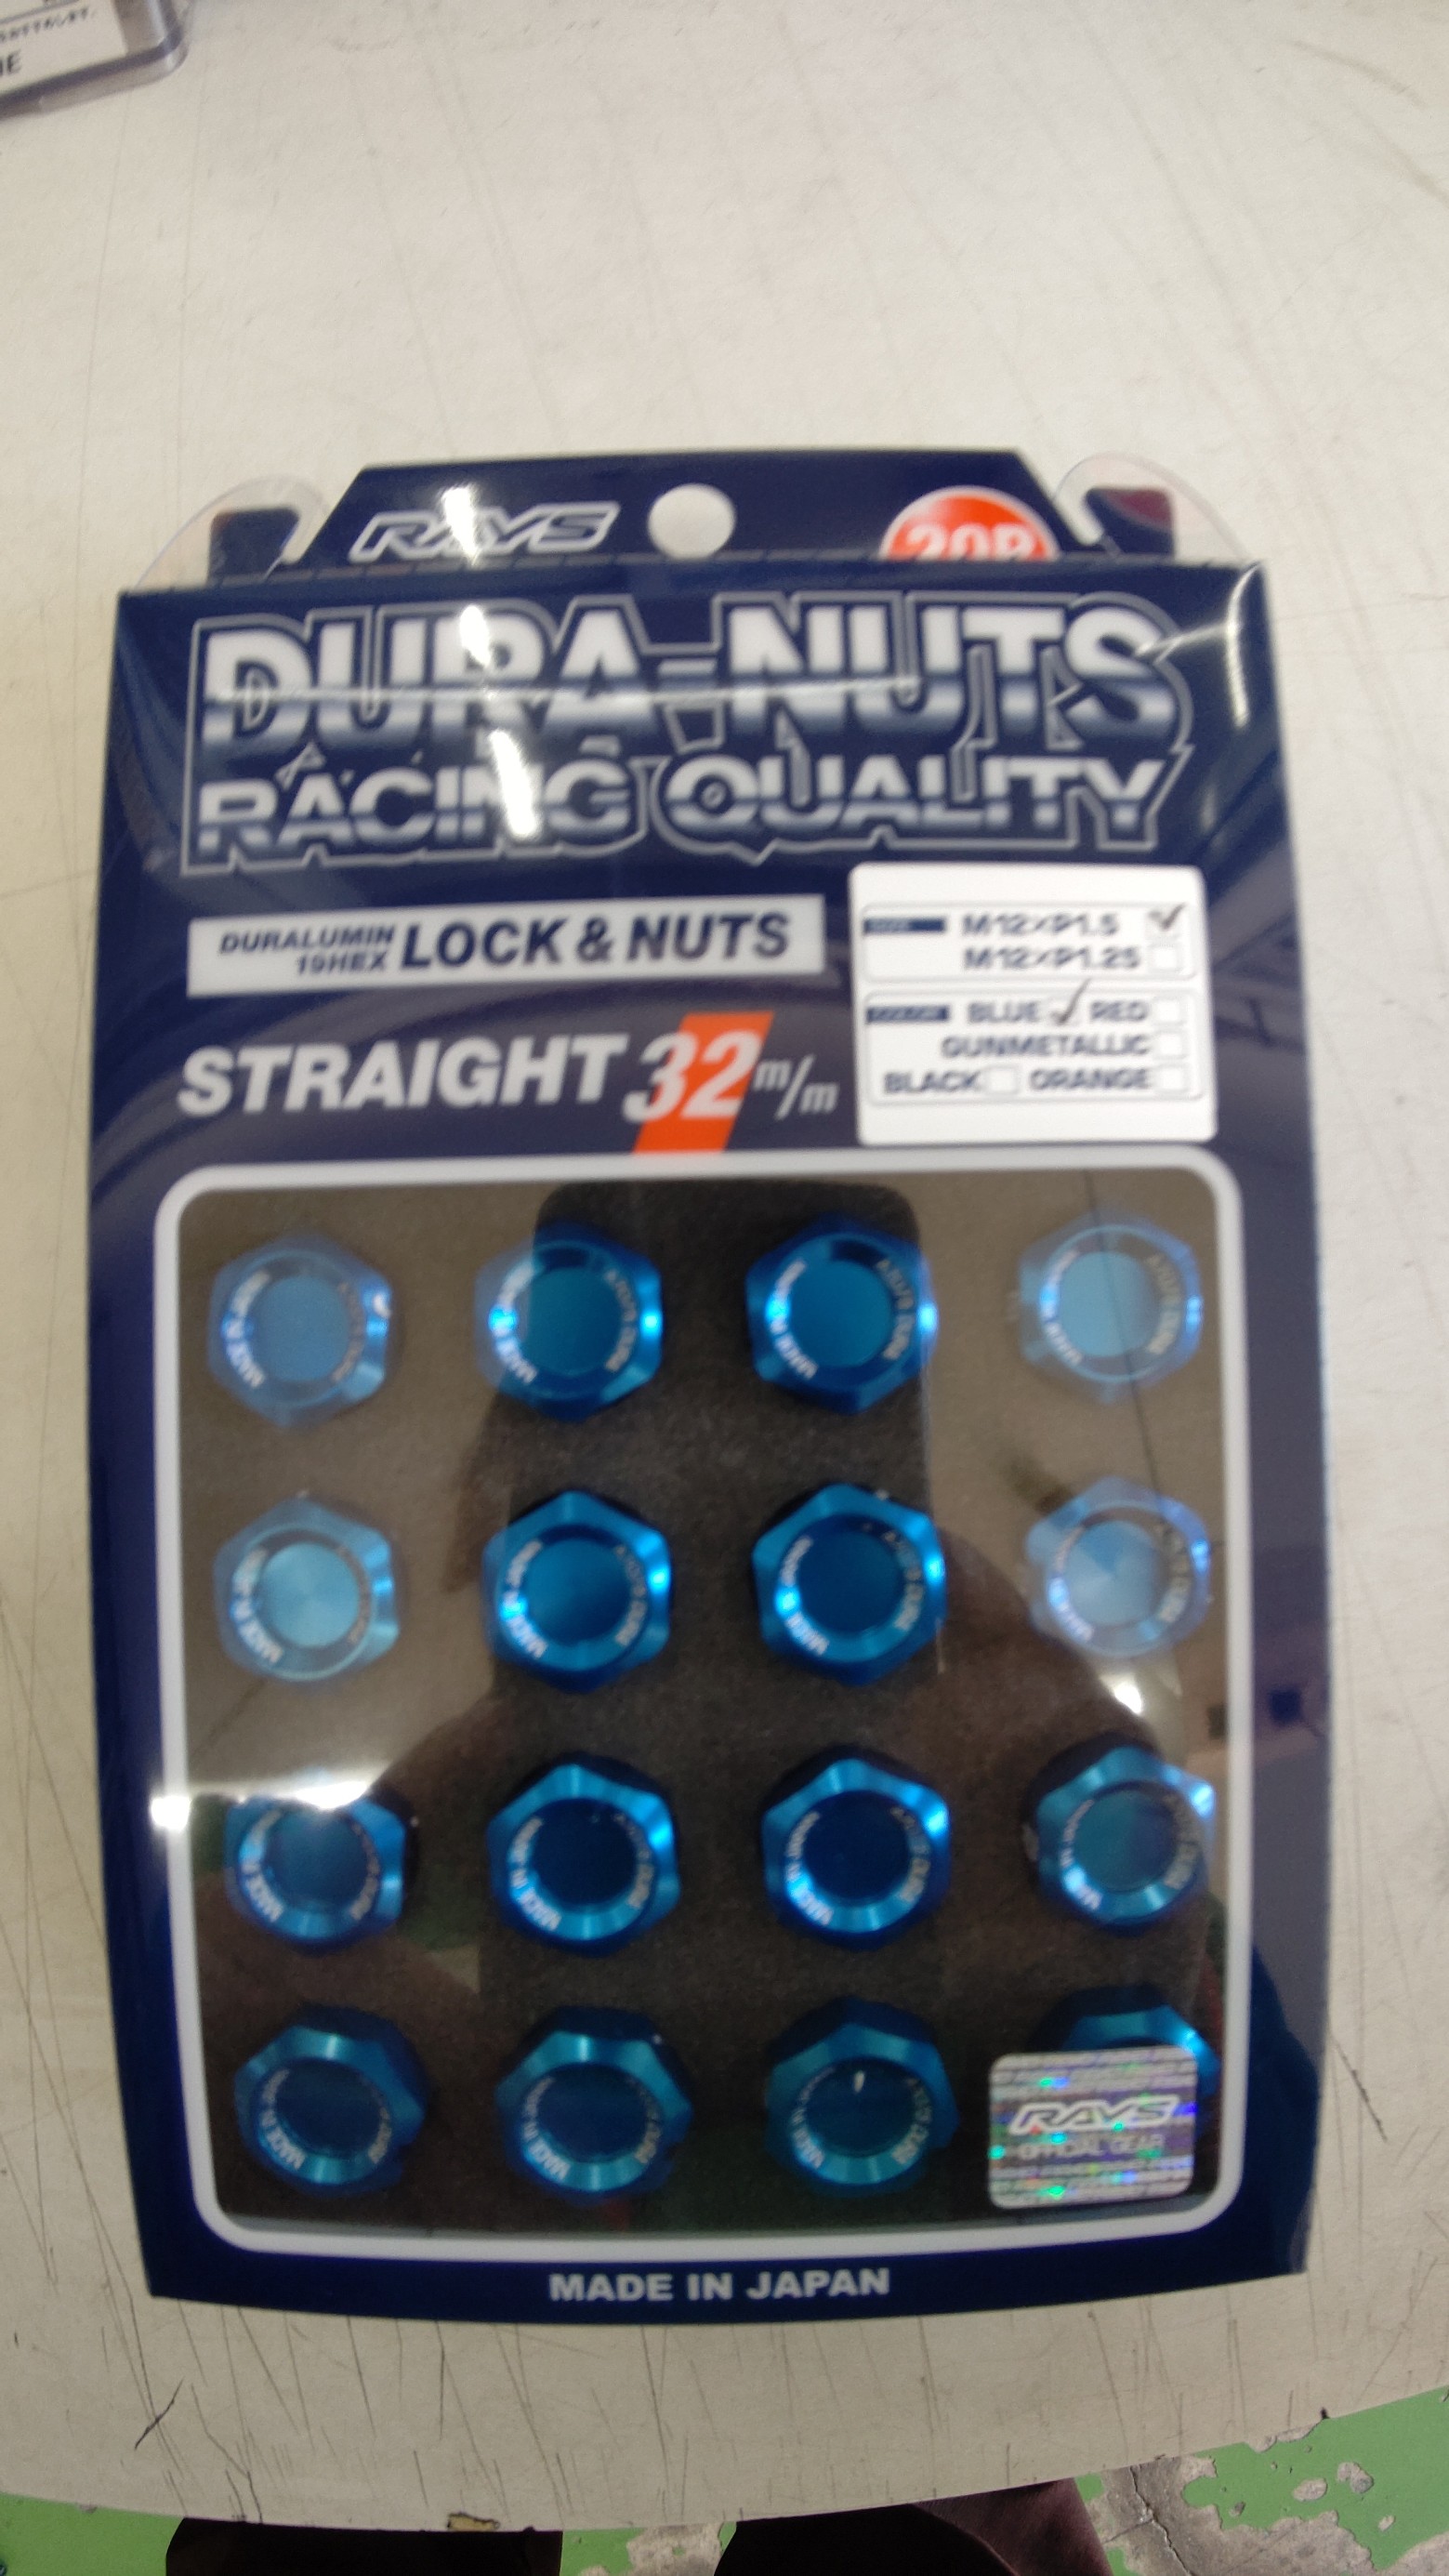 RAYS
DURA-NUTS
RACING QUALITY
DURALUMIN
19HEX
LOCK & NUTS
M12×P1.5 ✓
M12×P1.25
BLUE ✓ RED
GUNMETALLIC
BLACK ORANGE
STRAIGHT 32 m/m
RAYS
OFFICIAL GEAR
MADE IN JAPAN